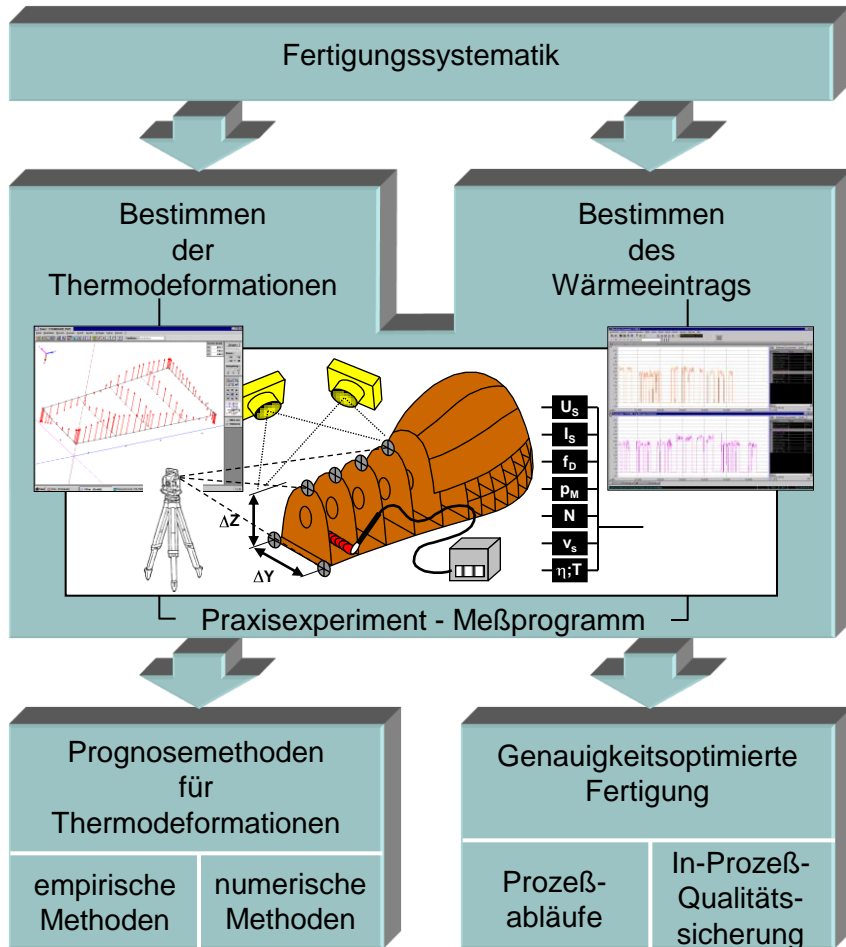 Fertigungssystematik
Bestimmen
der
Thermodeformationen
Bestimmen
des
Wärmeeintrags
U_S
I_S
f_D
p_M
N
v_s
η;T
ΔZ
ΔY
Praxisexperiment - Meßprogramm
Prognosemethoden
für
Thermodeformationen
empirische
Methoden
numerische
Methoden
Genauigkeitsoptimierte
Fertigung
Prozeß-
abläufe
In-Prozeß-
Qualitäts-
sicherung